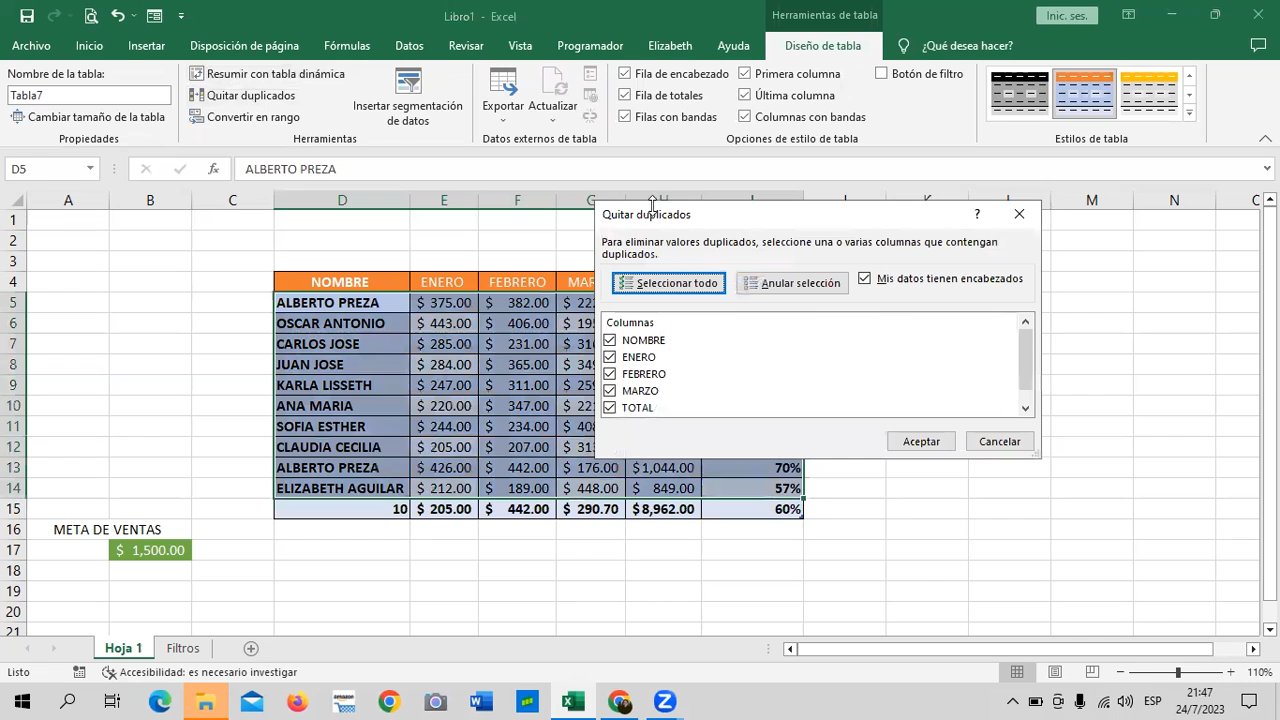 Libro1 - Excel
Herramientas de tabla
Inic. ses.
Archivo Inicio Insertar Disposición de página Fórmulas Datos Revisar Vista Programador Elizabeth Ayuda Diseño de tabla ¿Qué desea hacer?
Nombre de la tabla:
Tabla7
Cambiar tamaño de la tabla
Propiedades
Resumir con tabla dinámica
Quitar duplicados
Convertir en rango
Insertar segmentación
de datos
Herramientas
Exportar
Actualizar
Datos externos de tabla
Fila de encabezado
Fila de totales
Filas con bandas
Primera columna
Última columna
Columnas con bandas
Botón de filtro
Opciones de estilo de tabla
Estilos de tabla
D5
fx
ALBERTO PREZA
A B C D E F
K L M N
1
2
3
4 NOMBRE ENERO FEBRERO
5 ALBERTO PREZA $ 375.00 $ 382.00
6 OSCAR ANTONIO $ 443.00 $ 406.00
7 CARLOS JOSE $ 285.00 $ 231.00
8 JUAN JOSE $ 284.00 $ 365.00
9 KARLA LISSETH $ 247.00 $ 311.00
10 ANA MARIA $ 220.00 $ 347.00
11 SOFIA ESTHER $ 244.00 $ 234.00
12 CLAUDIA CECILIA $ 205.00 $ 207.00
13 ALBERTO PREZA $ 426.00 $ 442.00 $ 176.00 $1,044.00 70%
14 ELIZABETH AGUILAR $ 212.00 $ 189.00 $ 448.00 $ 849.00 57%
15 10 $ 205.00 $ 442.00 $ 290.70 $8,962.00 60%
16 META DE VENTAS
17 $ 1,500.00
18
19
20
21
Quitar duplicados ?
Para eliminar valores duplicados, seleccione una o varias columnas que contengan
duplicados.
Seleccionar todo
Anular selección
Mis datos tienen encabezados
Columnas
NOMBRE
ENERO
FEBRERO
MARZO
TOTAL
Aceptar
Cancelar
Hoja 1
Filtros
Listo
Accesibilidad: es necesario investigar
110%
ESP
21:47
24/7/2023